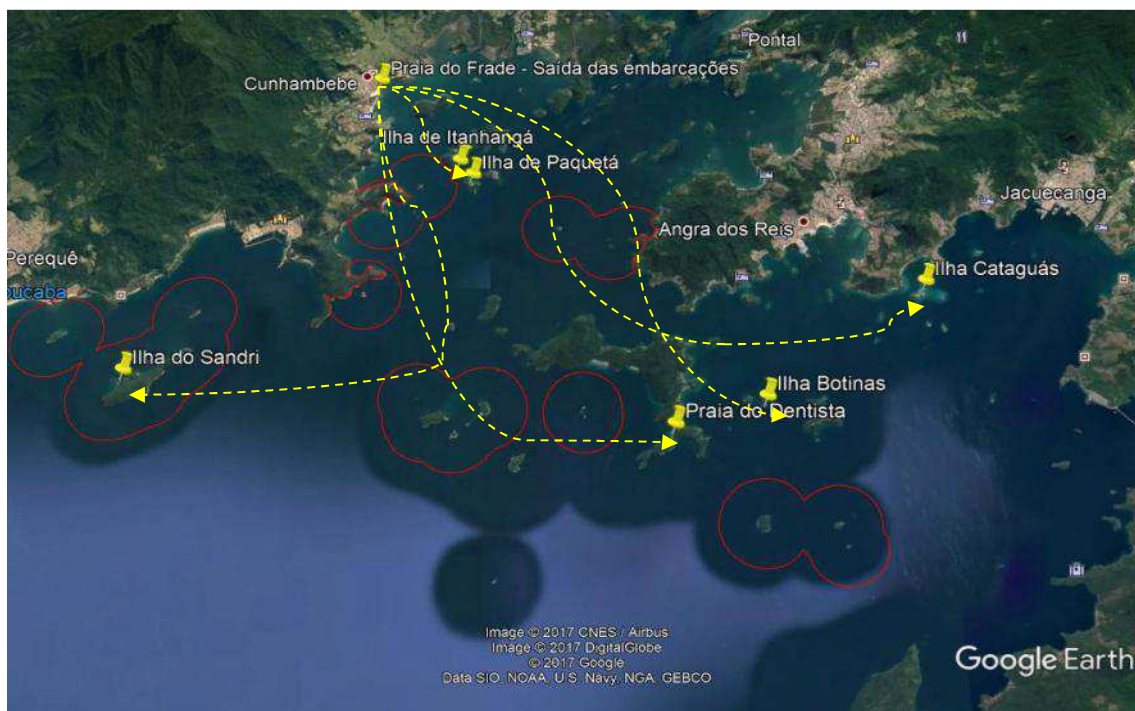 Pontal
Praia do Frade - Saída das embarcações
Cunhambebe
Ilha de Itanhangá
Ilha de Paquetá
Jacuecanga
Angra dos Reis
Perequê
Ilha Cataguás
Ilha do Sandri
Ilha Botinas
Praia do Dentista
Image © 2017 CNES / Airbus
Image © 2017 DigitalGlobe
© 2017 Google
Data SIO, NOAA, U.S. Navy, NGA, GEBCO
Google Earth